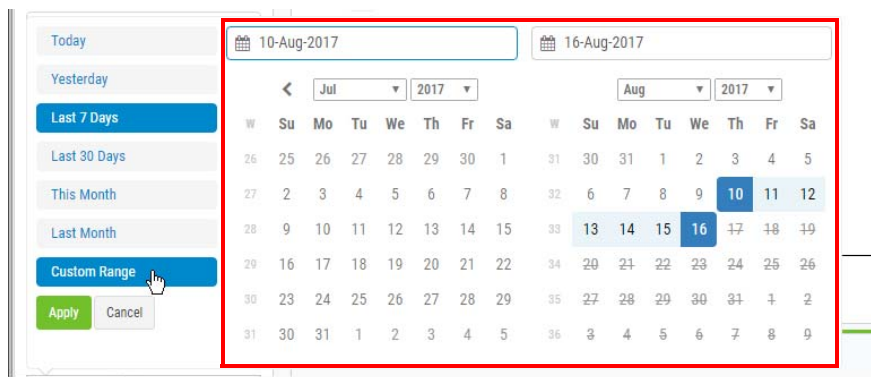 Today
Yesterday
Last 7 Days
Last 30 Days
This Month
Last Month
Custom Range
Apply Cancel
10-Aug-2017
Jul 2017
W Su Mo Tu We Th Fr Sa
26 25 26 27 28 29 30 1
27 2 3 4 5 6 7 8
28 9 10 11 12 13 14 15
29 16 17 18 19 20 21 22
30 23 24 25 26 27 28 29
31 30 31 1 2 3 4 5
16-Aug-2017
Aug 2017
W Su Mo Tu We Th Fr Sa
31 30 31 1 2 3 4 5
32 6 7 8 9 10 11 12
33 13 14 15 16 17 18 19
34 20 21 22 23 24 25 26
35 27 28 29 30 31 1 2
36 3 4 5 6 7 8 9